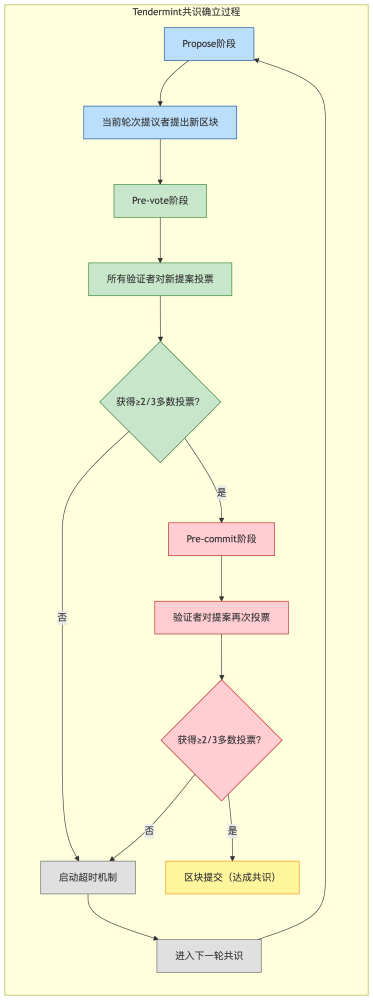 Tendermint共识确立过程
Propose阶段
当前轮次提议者提出新区块
Pre-vote阶段
所有验证者对新提案投票
获得≥2/3多数投票?
是
Pre-commit阶段
否
验证者对提案再次投票
获得≥2/3多数投票?
否
是
启动超时机制
区块提交（达成共识）
进入下一轮共识